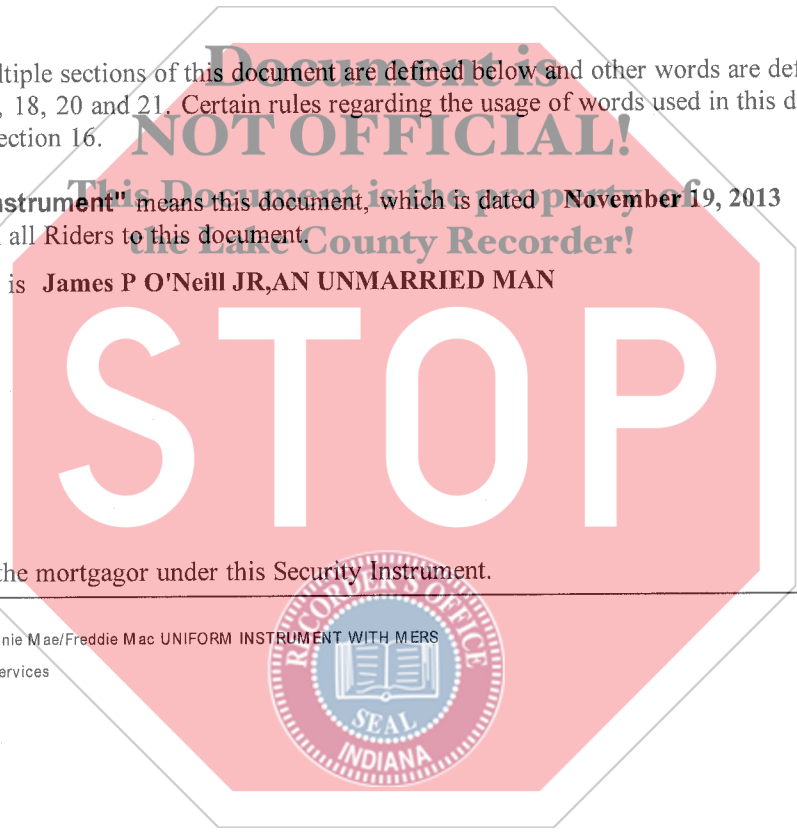 Document is
ltiple sections of this document are defined below and other words are def
, 18, 20 and 21. Certain rules regarding the usage of words used in this d
ection 16.
NOT OFFICIAL!
This Document is the property of
nstrument" means this document, which is dated November 19, 2013
all Riders to this document.
the Lake County Recorder!
is James P O'Neill JR,AN UNMARRIED MAN
STOP
the mortgagor under this Security Instrument.
nie Mae/Freddie Mac UNIFORM INSTRUMENT WITH MERS
ervices
RECORDER'S OFFICE
SEAL
INDIANA